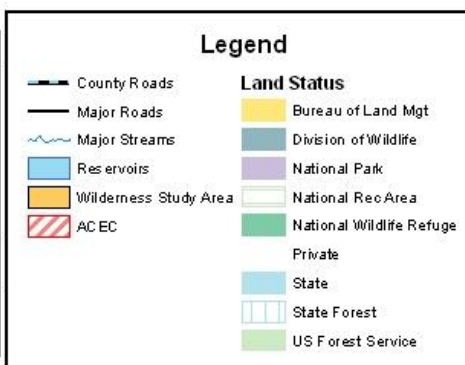 Legend
County Roads
Major Roads
Major Streams
Reservoirs
Wilderness Study Area
ACEC
Land Status
Bureau of Land Mgt
Division of Wildlife
National Park
National Rec Area
National Wildlife Refuge
Private
State
State Forest
US Forest Service